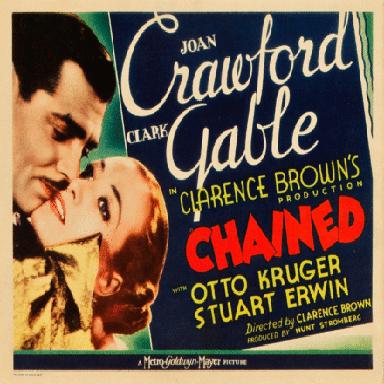 JOAN
Crawford
CLARK
Gable
IN CLARENCE BROWN'S
PRODUCTION
CHAINED
WITH OTTO KRUGER
STUART ERWIN
Directed by CLARENCE BROWN
PRODUCED BY HUNT STROMBERG
A Metro-Goldwyn-Mayer PICTURE